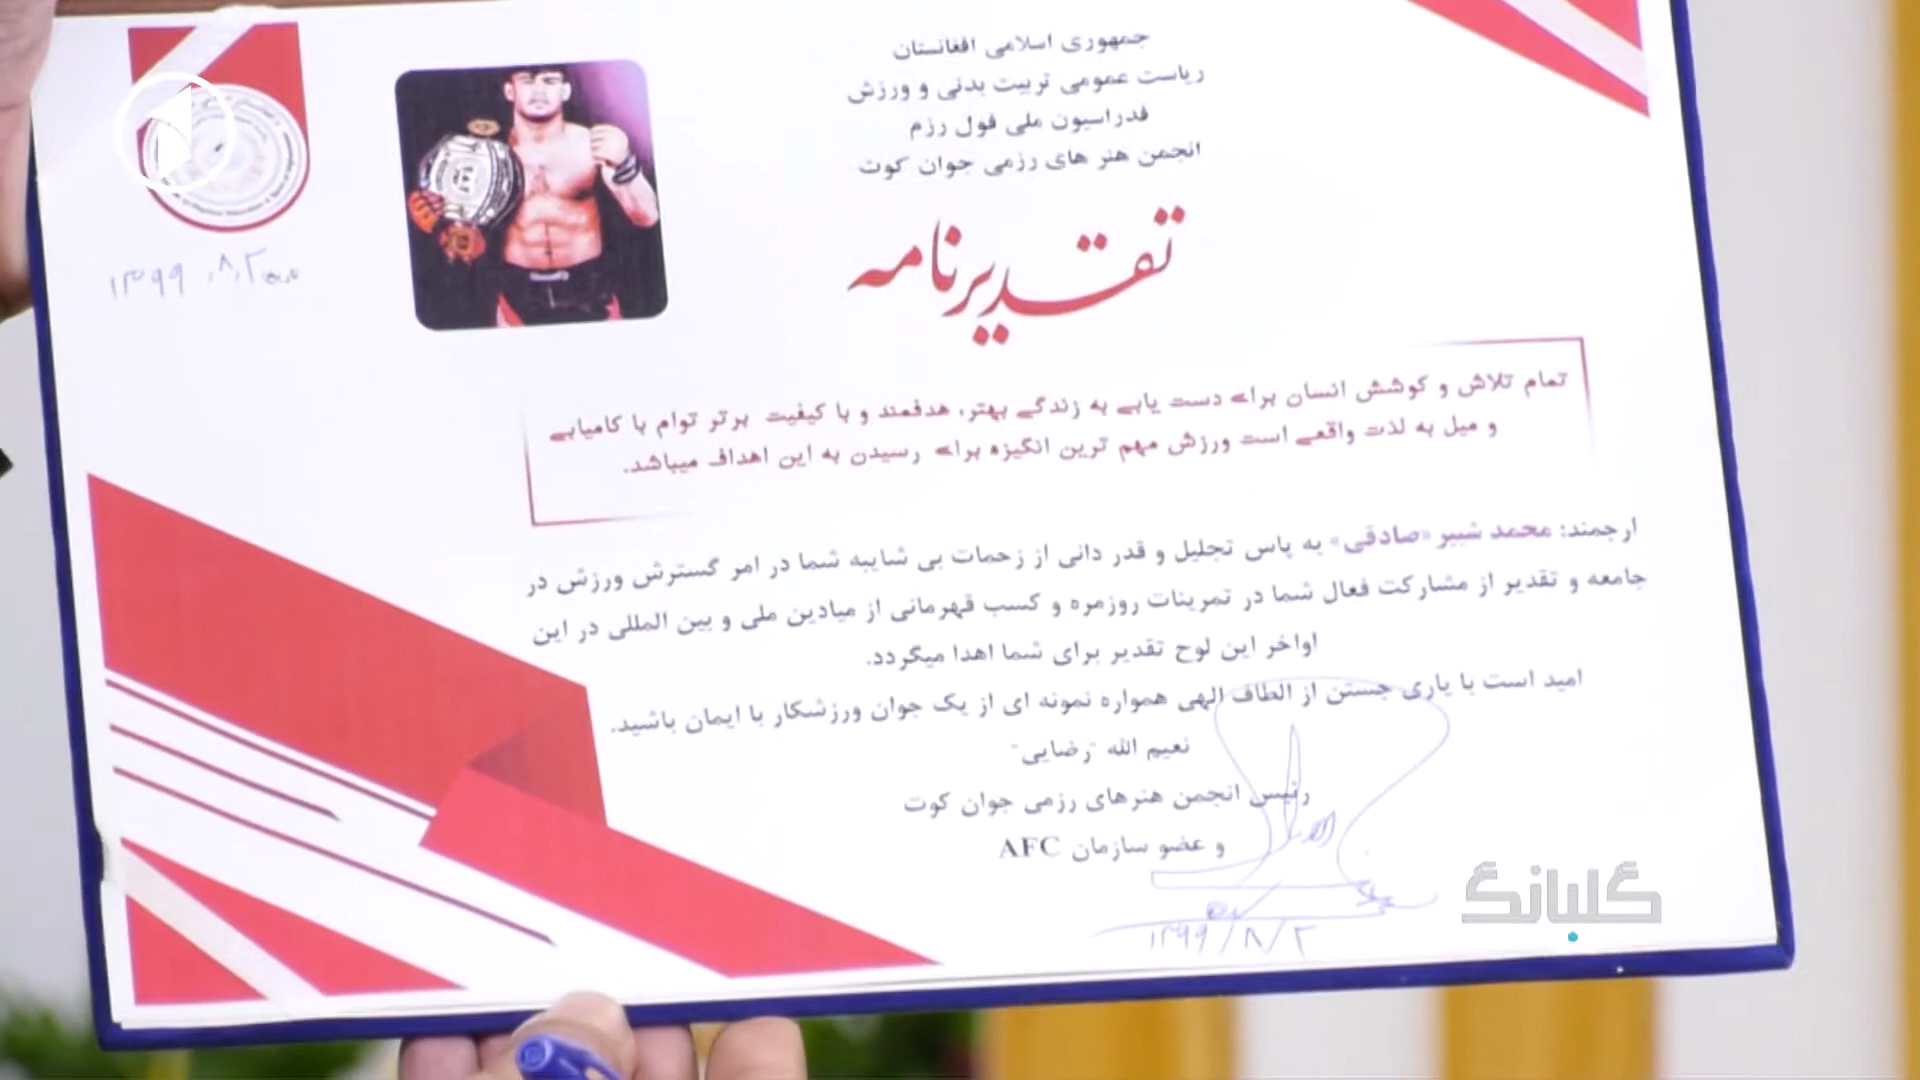 جمهوری اسلامی افغانستان
ریاست عمومی تربیت بدنی و ورزش
فدراسیون ملی فول رزم
انجمن هنر های رزمی جوان کوت
تقدیرنامه
۱۳۹۹
تمام تلاش و کوشش انسان برای دست یابی به زندگی بهتر، هدفمند و با کیفیت برتر توام با کامیابی
و میل به لذت واقعی است ورزش مهم ترین انگیزه برای رسیدن به این اهداف میباشد.
ارجمند: محمد شبیر «صادقی» به پاس تجلیل و قدر دانی از زحمات بی شایبه شما در امر گسترش ورزش در
جامعه و تقدیر از مشارکت فعال شما در تمرینات روزمره و کسب قهرمانی از میادین ملی و بین المللی در این
اواخر این لوح تقدیر برای شما اهدا میگردد.
امید است با یاری جستن از الطاف الهی همواره نمونه ای از یک جوان ورزشکار با ایمان باشید.
نعیم الله "رضایی"
رئیس انجمن هنرهای رزمی جوان کوت
و عضو سازمان AFC
۱۳۹۹/۸/۲
گلبانگ